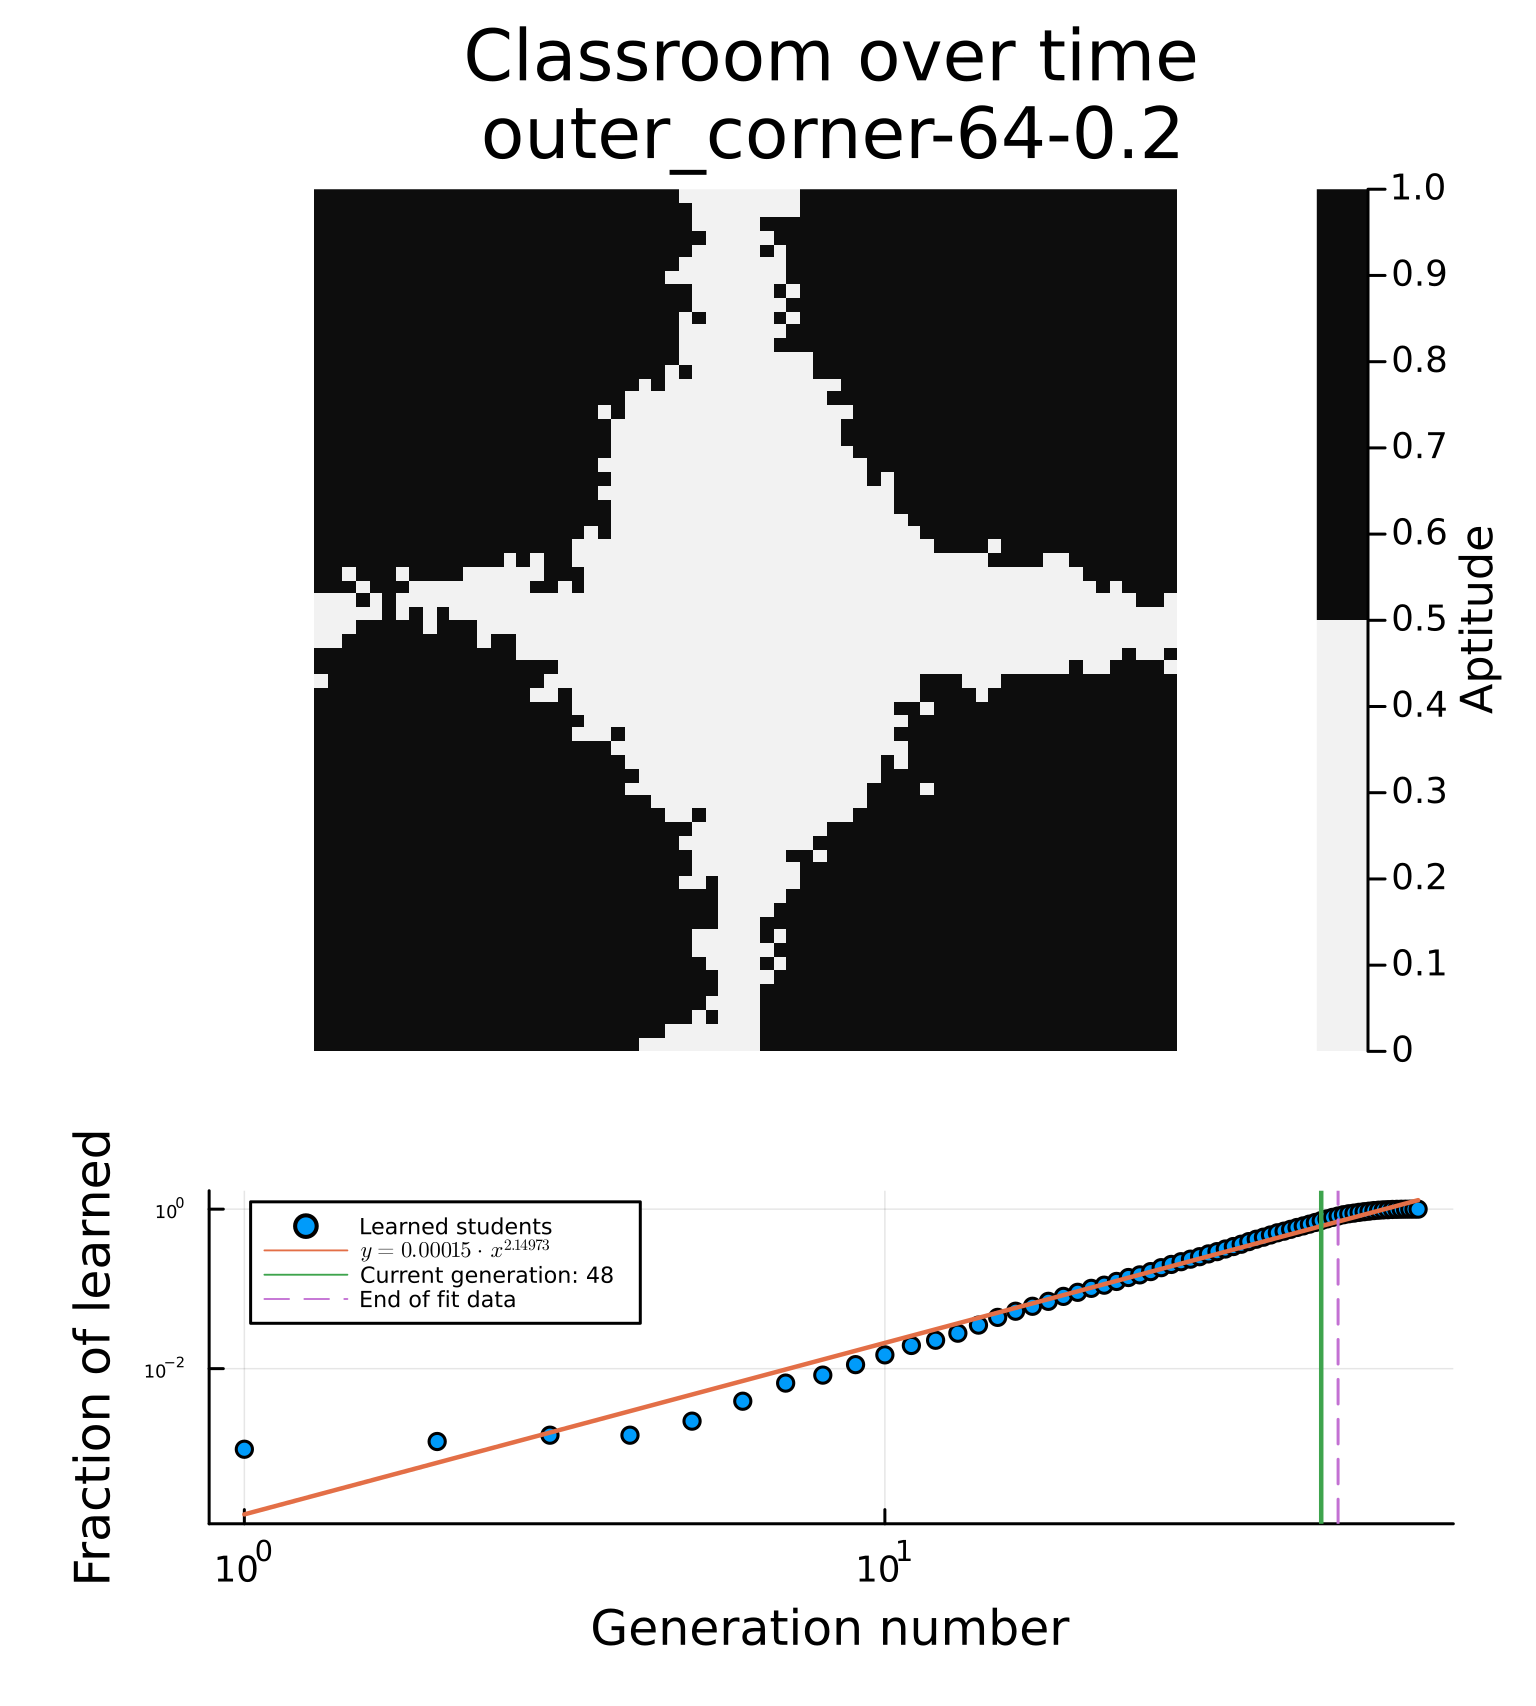 Classroom over time
outer_corner-64-0.2
1.0
0.9
0.8
0.7
0.6
0.5
0.4
0.3
0.2
0.1
0
Aptitude
Fraction of learned
10^0
10^-2
Learned students
y = 0.00015 · x^2.14973
Current generation: 48
End of fit data
10^0
10^1
Generation number